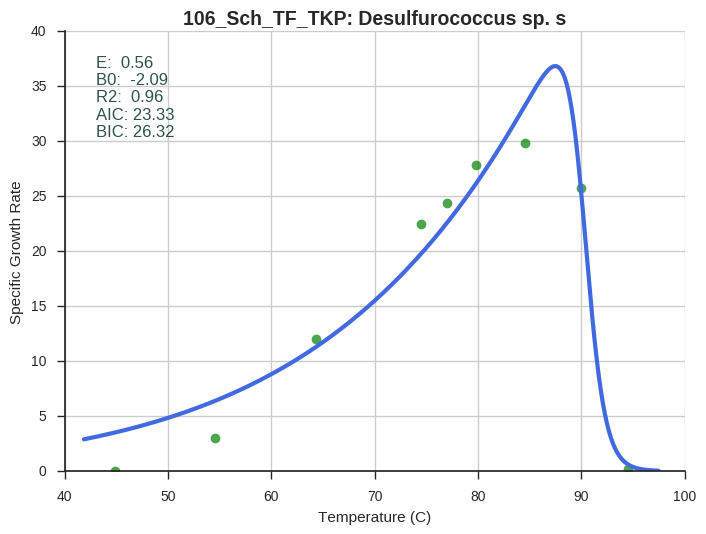 106_Sch_TF_TKP: Desulfurococcus sp. s
E:  0.56
B0:  -2.09
R2:  0.96
AIC: 23.33
BIC: 26.32
Specific Growth Rate
40
35
30
25
20
15
10
5
0
40 50 60 70 80 90 100
Temperature (C)